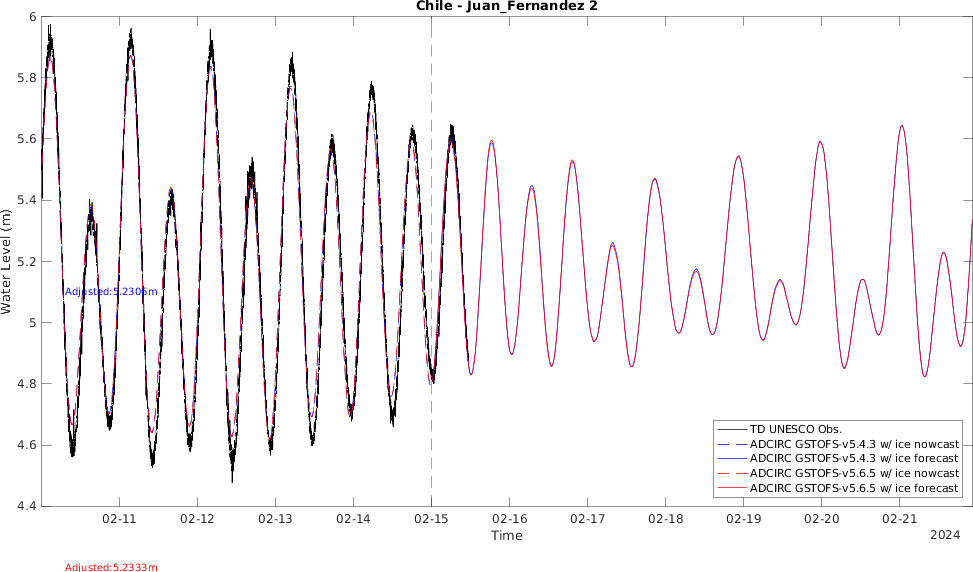 Chile - Juan_Fernandez 2
6
5.8
5.6
5.4
5.2
5
4.8
4.6
4.4
Water Level (m)
Adjusted:5.2306m
TD UNESCO Obs.
ADCIRC GSTOFS-v5.4.3 w/ ice nowcast
ADCIRC GSTOFS-v5.4.3 w/ ice forecast
ADCIRC GSTOFS-v5.6.5 w/ ice nowcast
ADCIRC GSTOFS-v5.6.5 w/ ice forecast
02-11 02-12 02-13 02-14 02-15 02-16 02-17 02-18 02-19 02-20 02-21
Time
2024
Adjusted:5.2333m